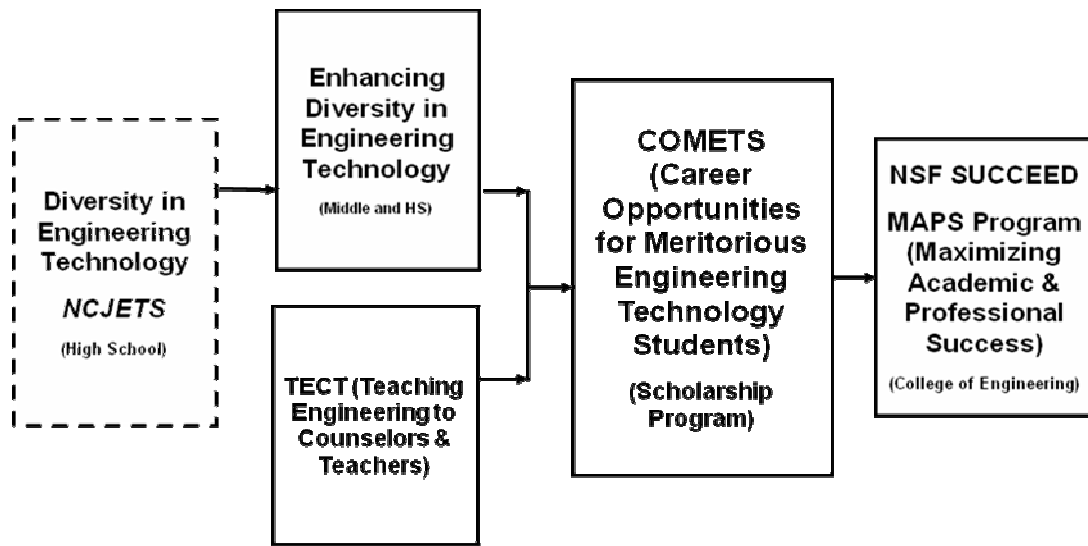 Diversity in
Engineering
Technology
NCJETS
(High School)
Enhancing
Diversity in
Engineering
Technology
(Middle and HS)
TECT (Teaching
Engineering to
Counselors &
Teachers)
COMETS
(Career
Opportunities
for Meritorious
Engineering
Technology
Students)
(Scholarship
Program)
NSF SUCCEED
MAPS Program
(Maximizing
Academic &
Professional
Success)
(College of Engineering)